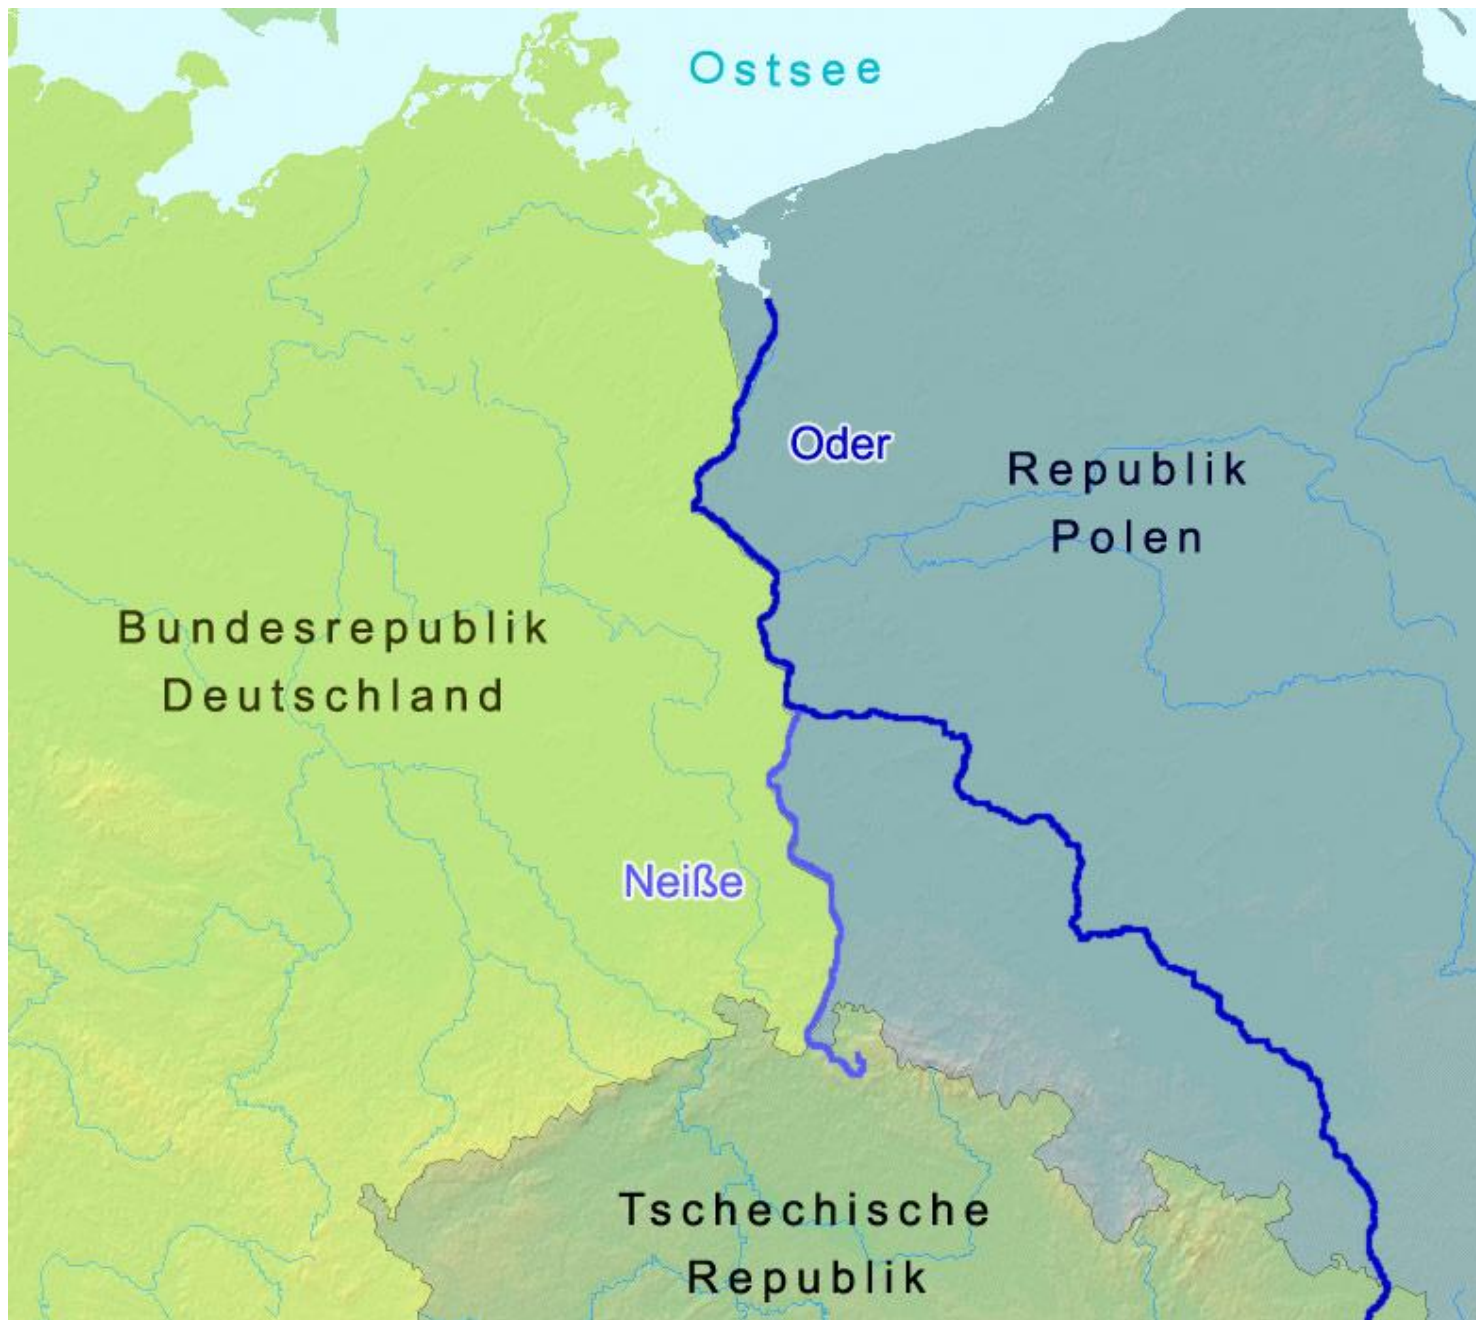 Ostsee
Oder
Republik
Polen
Bundesrepublik
Deutschland
Neiße
Tschechische
Republik